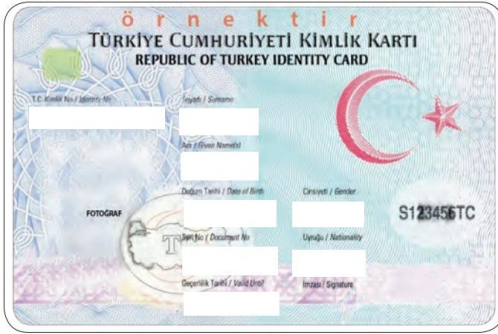 örnektir
TÜRKİYE CUMHURİYETİ KİMLİK KARTI
REPUBLIC OF TURKEY IDENTITY CARD
T.C. Kimlik No / Identity No
Soyadı / Surname
Adı / Given Name(s)
Doğum Tarihi / Date of Birth
Cinsiyeti / Gender
FOTOĞRAF
S123456TC
Seri No / Document No
Uyruğu / Nationality
Geçerlilik Tarihi / Valid Until
İmzası / Signature